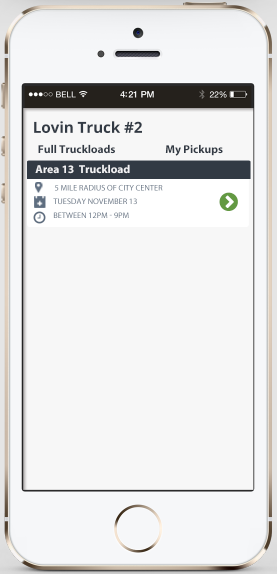 ●●●○○ BELL 4:21 PM 22%
Lovin Truck #2
Full Truckloads My Pickups
Area 13 Truckload
5 MILE RADIUS OF CITY CENTER
TUESDAY NOVEMBER 13
BETWEEN 12PM - 9PM